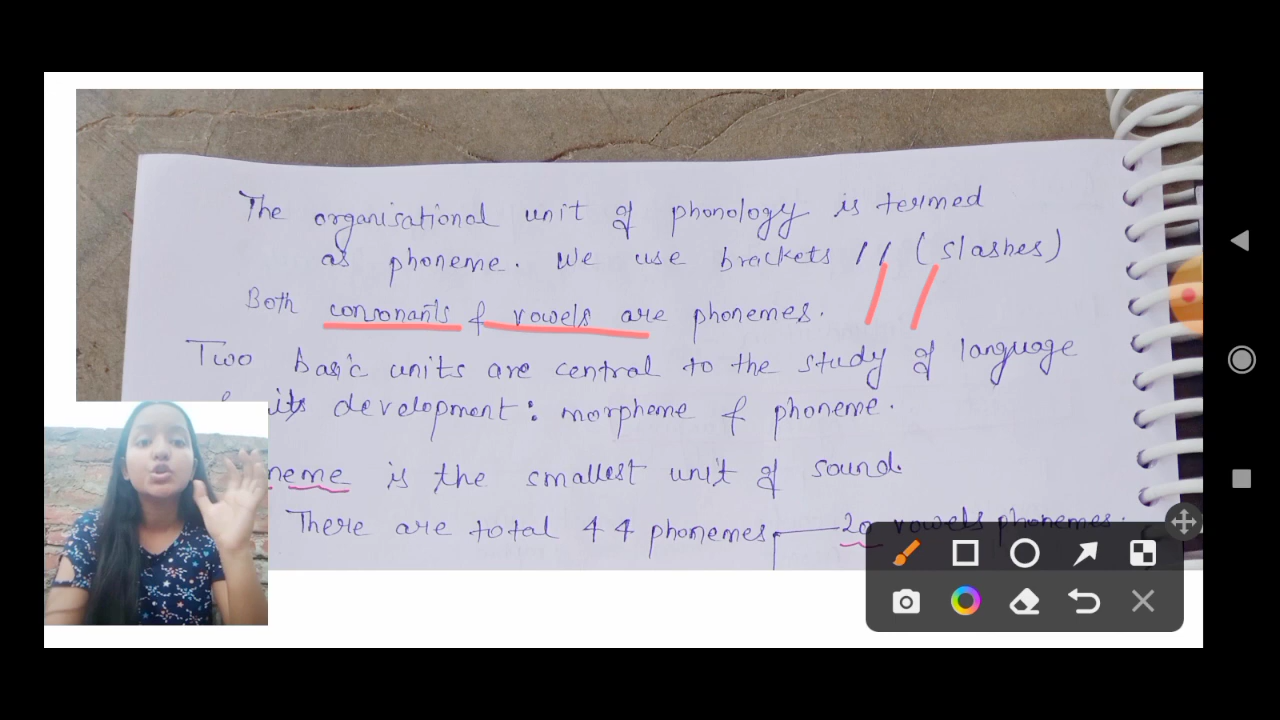 The organisational unit of phonology is termed
as phoneme. We use brackets // (slashes)
Both consonants & vowels are phonemes.
Two basic units are central to the study of language
its development: morpheme & phoneme.
neme is the smallest unit of sound
There are total 44 phonemes 20 vowels phonemes.